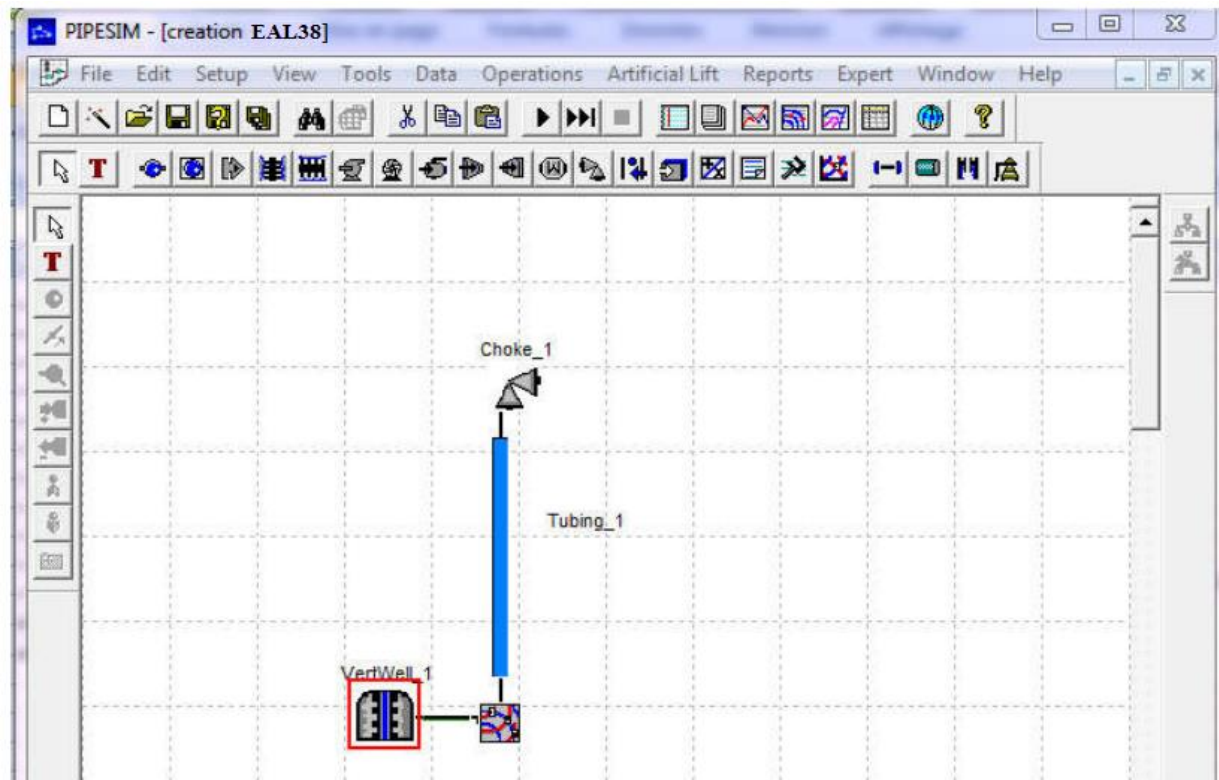 PIPESIM - [creation EAL38]
File Edit Setup View Tools Data Operations Artificial Lift Reports Expert Window Help
T
T
Choke_1
Tubing_1
VertWell_1